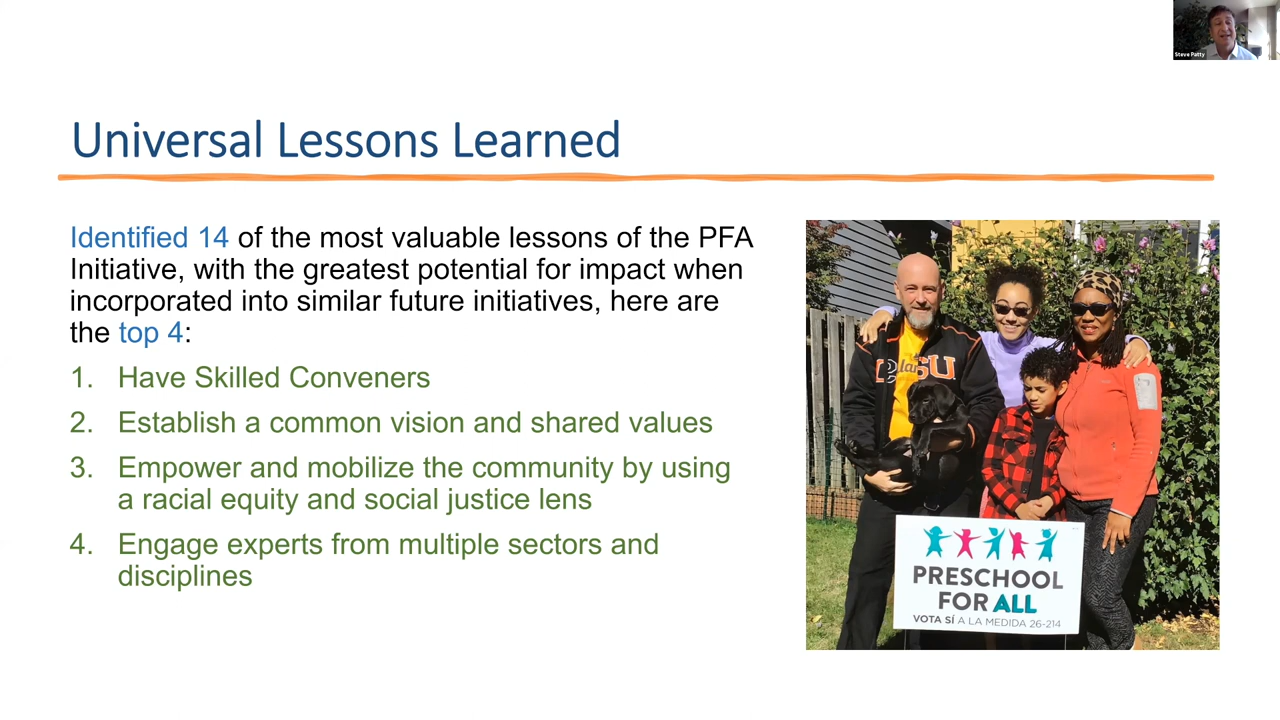 Steve Patty
Universal Lessons Learned
Identified 14 of the most valuable lessons of the PFA
Initiative, with the greatest potential for impact when
incorporated into similar future initiatives, here are
the top 4:
1. Have Skilled Conveners
2. Establish a common vision and shared values
3. Empower and mobilize the community by using
a racial equity and social justice lens
4. Engage experts from multiple sectors and
disciplines
PRESCHOOL
FOR ALL
VOTA SÍ A LA MEDIDA 26-214